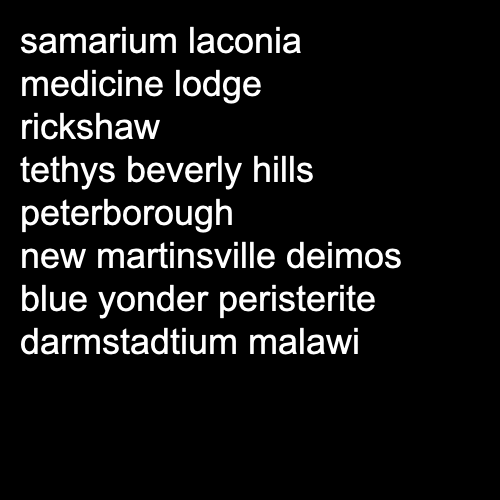 samarium laconia
medicine lodge
rickshaw
tethys beverly hills
peterborough
new martinsville deimos
blue yonder peristerite
darmstadtium malawi